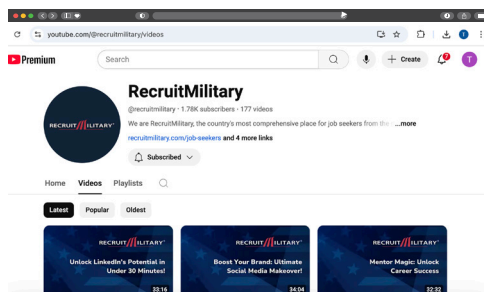 youtube.com/@recruitmilitary/videos
Premium
Search
Create
T
RecruitMilitary
@recruitmilitary · 1.78K subscribers · 177 videos
We are RecruitMilitary, the country's most comprehensive place for job seekers from the ...more
recruitmilitary.com/job-seekers and 4 more links
Subscribed
RECRUIT MILITARY
Home Videos Playlists
Latest Popular Oldest
RECRUIT MILITARY
Unlock LinkedIn's Potential in
Under 30 Minutes!
33:16
RECRUIT MILITARY
Boost Your Brand: Ultimate
Social Media Makeover!
34:04
RECRUIT MILITARY
Mentor Magic: Unlock
Career Success
32:32